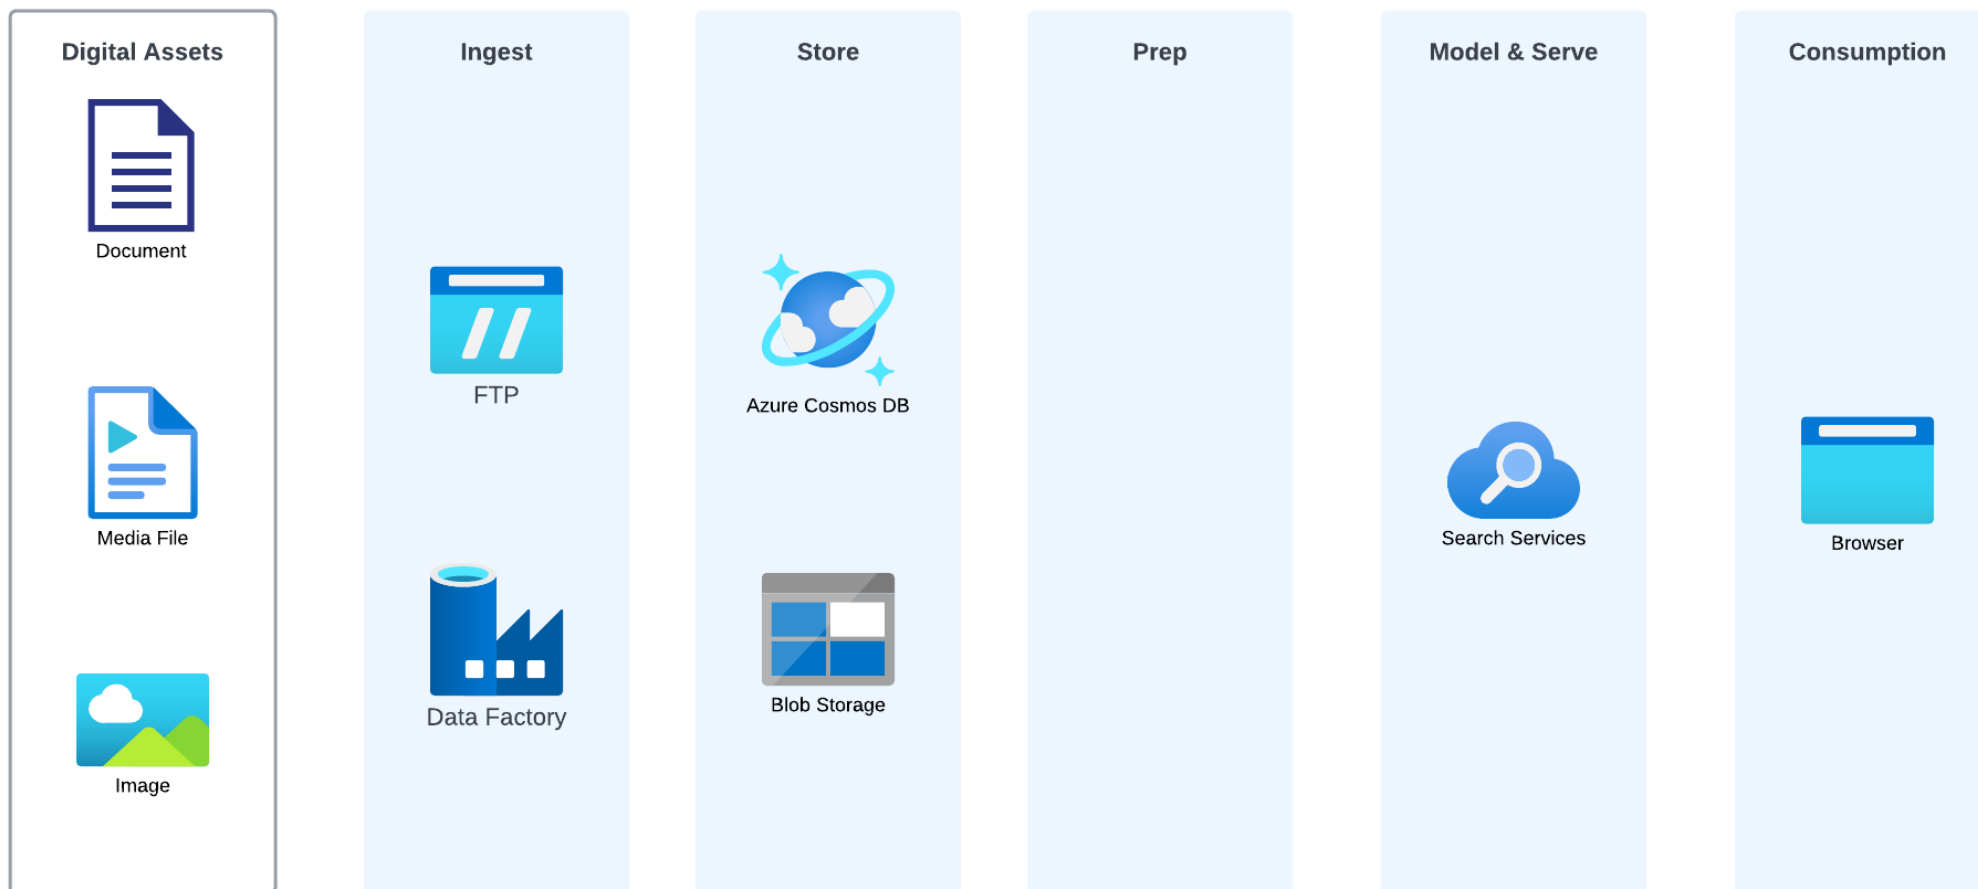 Digital Assets
Ingest
Store
Prep
Model & Serve
Consumption
Document
FTP
Azure Cosmos DB
Media File
Search Services
Browser
Data Factory
Blob Storage
Image